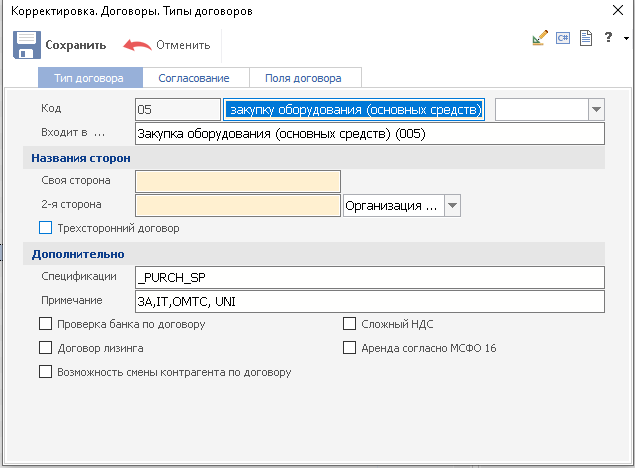 Корректировка. Договоры. Типы договоров
Сохранить Отменить C# ?
Тип договора Согласование Поля договора
Код 05 закупку оборудования (основных средств)
Входит в ... Закупка оборудования (основных средств) (005)
Названия сторон
Своя сторона
2-я сторона Организация ...
Трехсторонний договор
Дополнительно
Спецификации _PURCH_SP
Примечание ЗА,IT,ОМТС, UNI
Проверка банка по договору Сложный НДС
Договор лизинга Аренда согласно МСФО 16
Возможность смены контрагента по договору